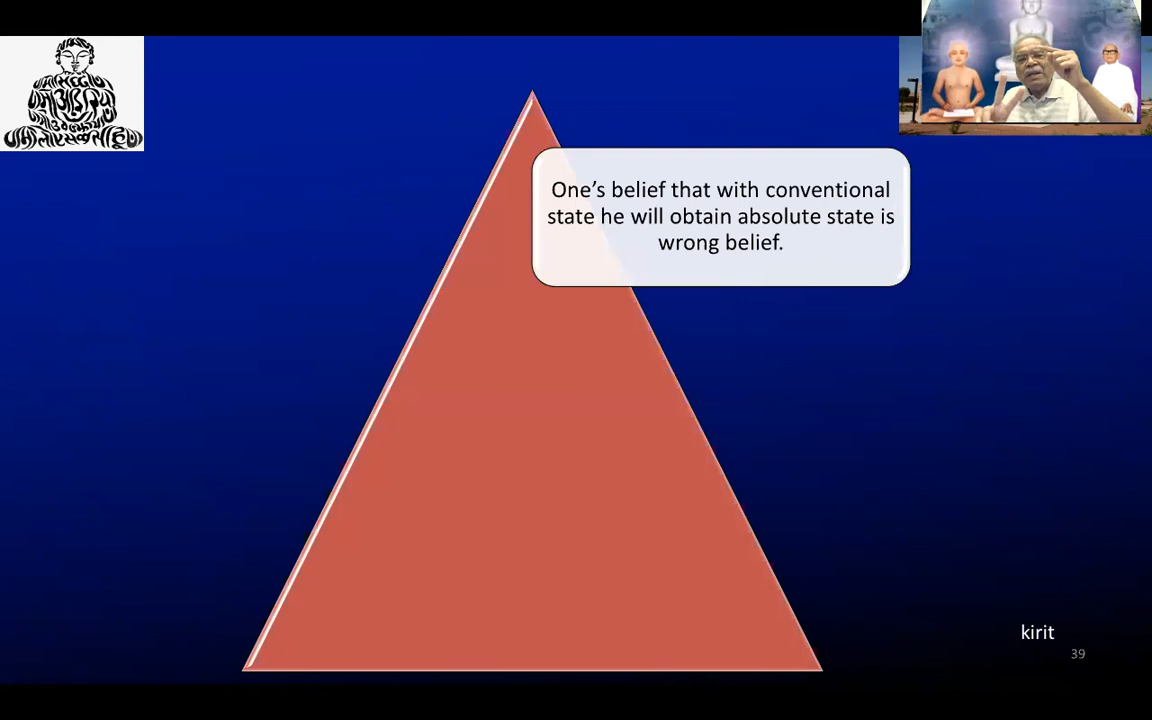 One's belief that with conventional
state he will obtain absolute state is
wrong belief.
kirit
39